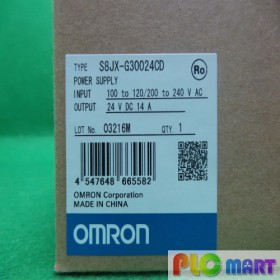 TYPE S8JX-G30024CD
POWER SUPPLY
INPUT 100 to 120/200 to 240 V AC
OUTPUT 24 V DC 14 A
Ro
LOT No. 03216M QTY 1
4 547648 665582
OMRON Corporation
MADE IN CHINA
OMRON
PLC MART